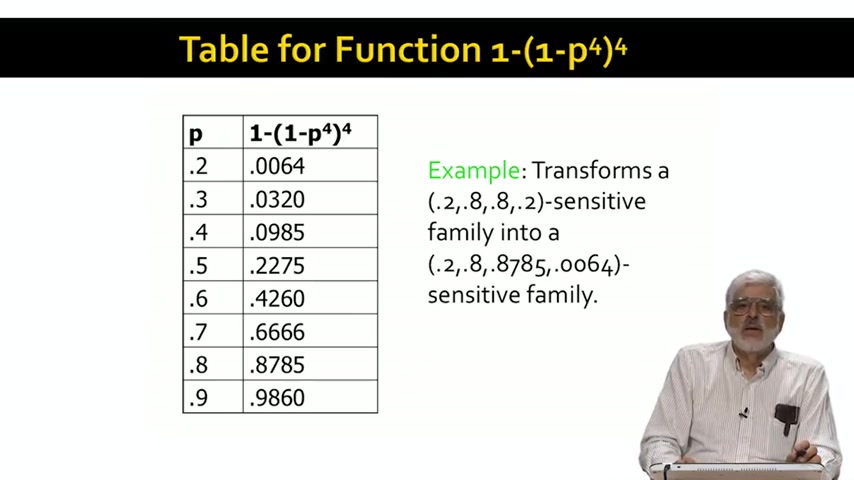 Table for Function 1-(1-p⁴)⁴
p 1-(1-p⁴)⁴
.2 .0064
.3 .0320
.4 .0985
.5 .2275
.6 .4260
.7 .6666
.8 .8785
.9 .9860
Example: Transforms a
(.2,.8,.8,.2)-sensitive
family into a
(.2,.8,.8785,.0064)-
sensitive family.